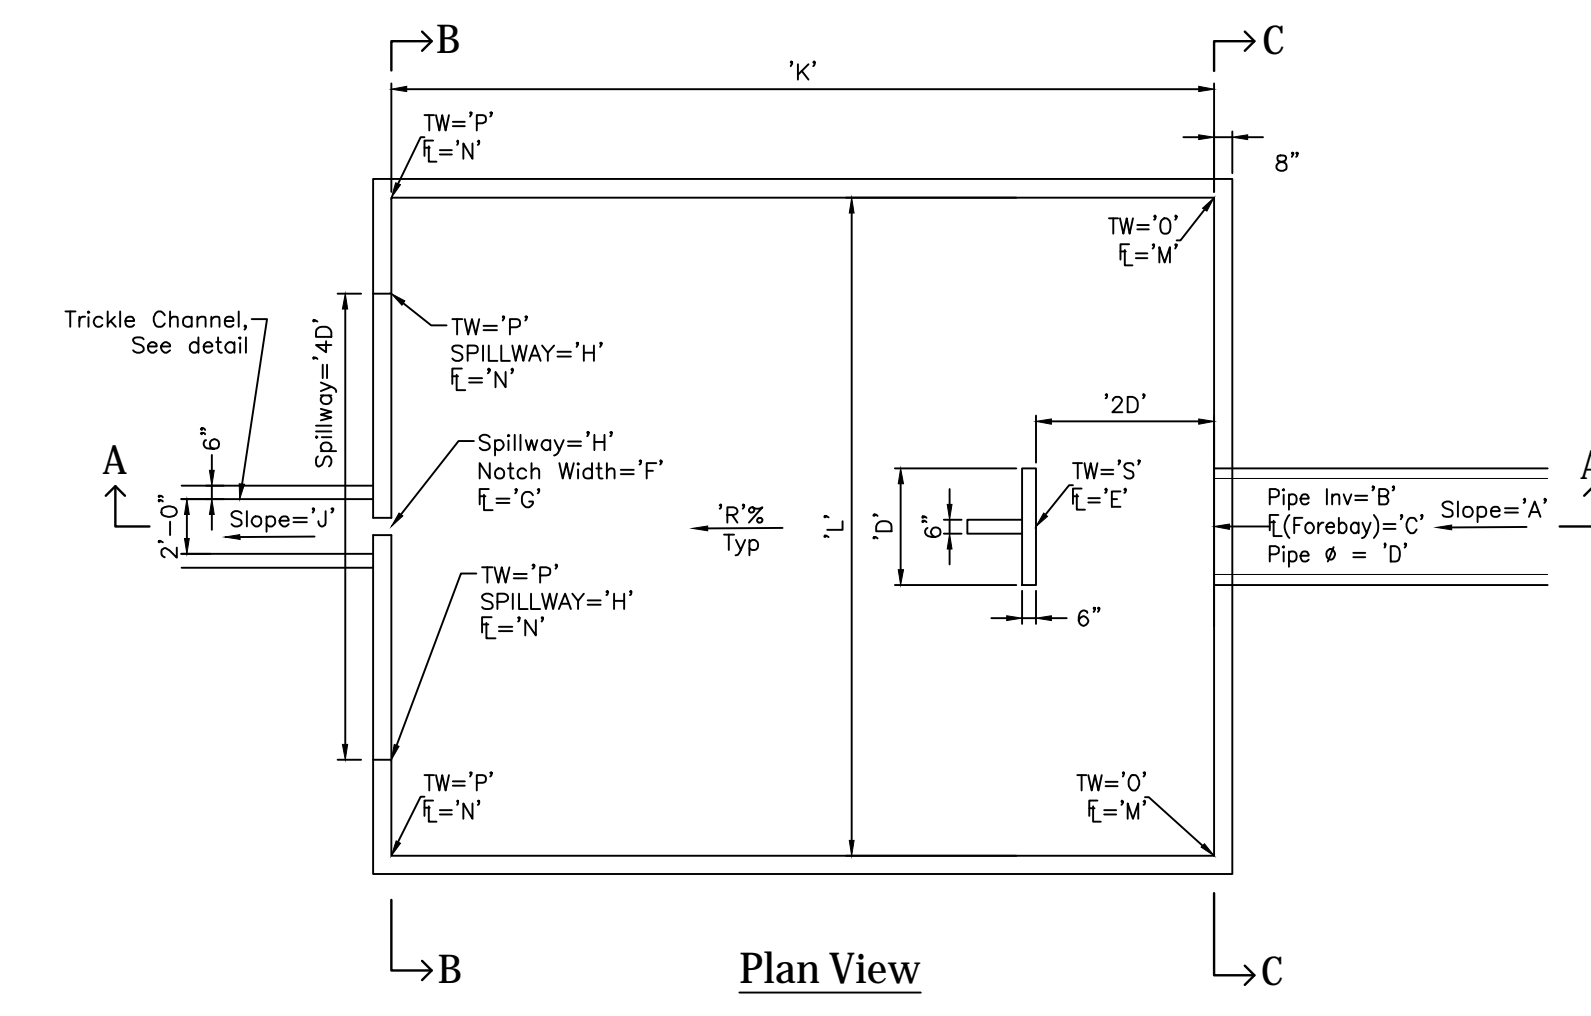 B
C
'K'
TW='P'
FL='N'
8"
TW='O'
FL='M'
Trickle Channel,
See detail
Spillway='4D'
TW='P'
SPILLWAY='H'
FL='N'
'2D'
6"
A
Spillway='H'
Notch Width='F'
FL='G'
TW='S'
FL='E'
A
2'-0"
Slope='J'
'R'%
Typ
'L'
'D'
6"
Pipe Inv='B'
FL(Forebay)='C'
Pipe Ø = 'D'
Slope='A'
TW='P'
SPILLWAY='H'
FL='N'
6"
TW='P'
FL='N'
TW='O'
FL='M'
B
Plan View
C